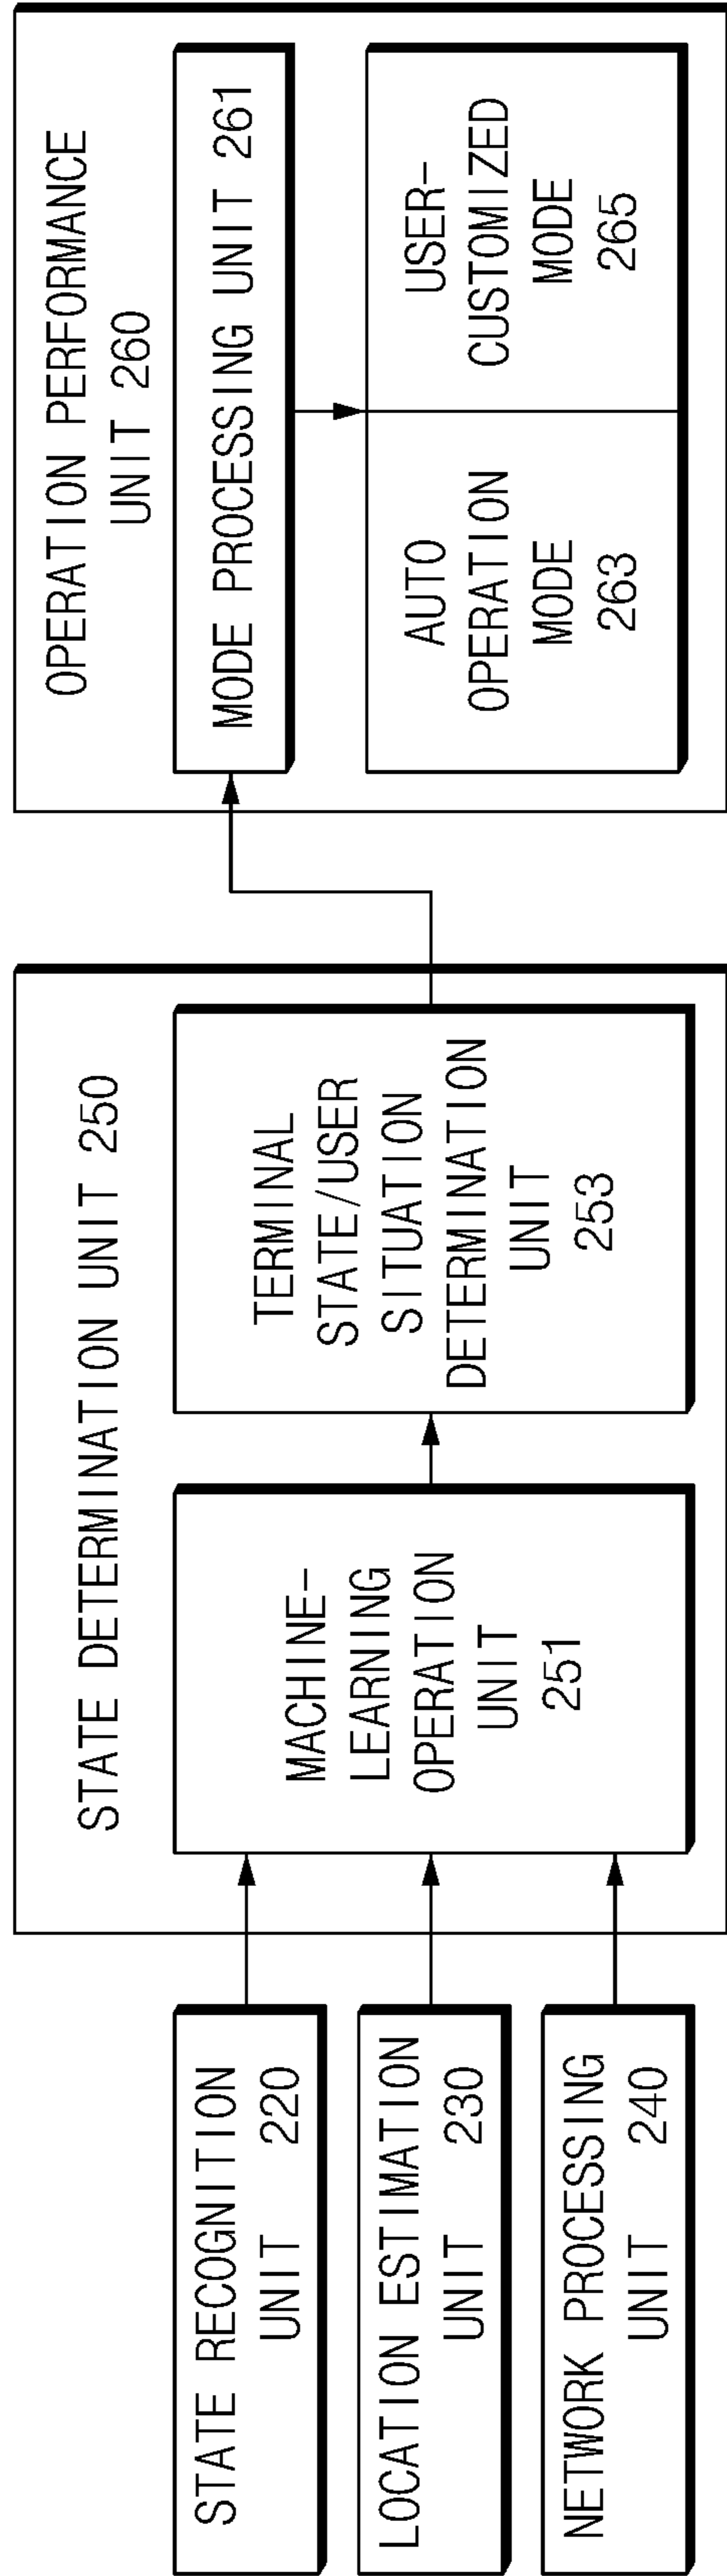 STATE RECOGNITION
UNIT 220
LOCATION ESTIMATION
UNIT 230
NETWORK PROCESSING
UNIT 240
STATE DETERMINATION UNIT 250
MACHINE-
LEARNING
OPERATION
UNIT
251
TERMINAL
STATE/USER
SITUATION
DETERMINATION
UNIT
253
OPERATION PERFORMANCE
UNIT 260
MODE PROCESSING UNIT 261
AUTO
OPERATION
MODE
263
USER-
CUSTOMIZED
MODE
265